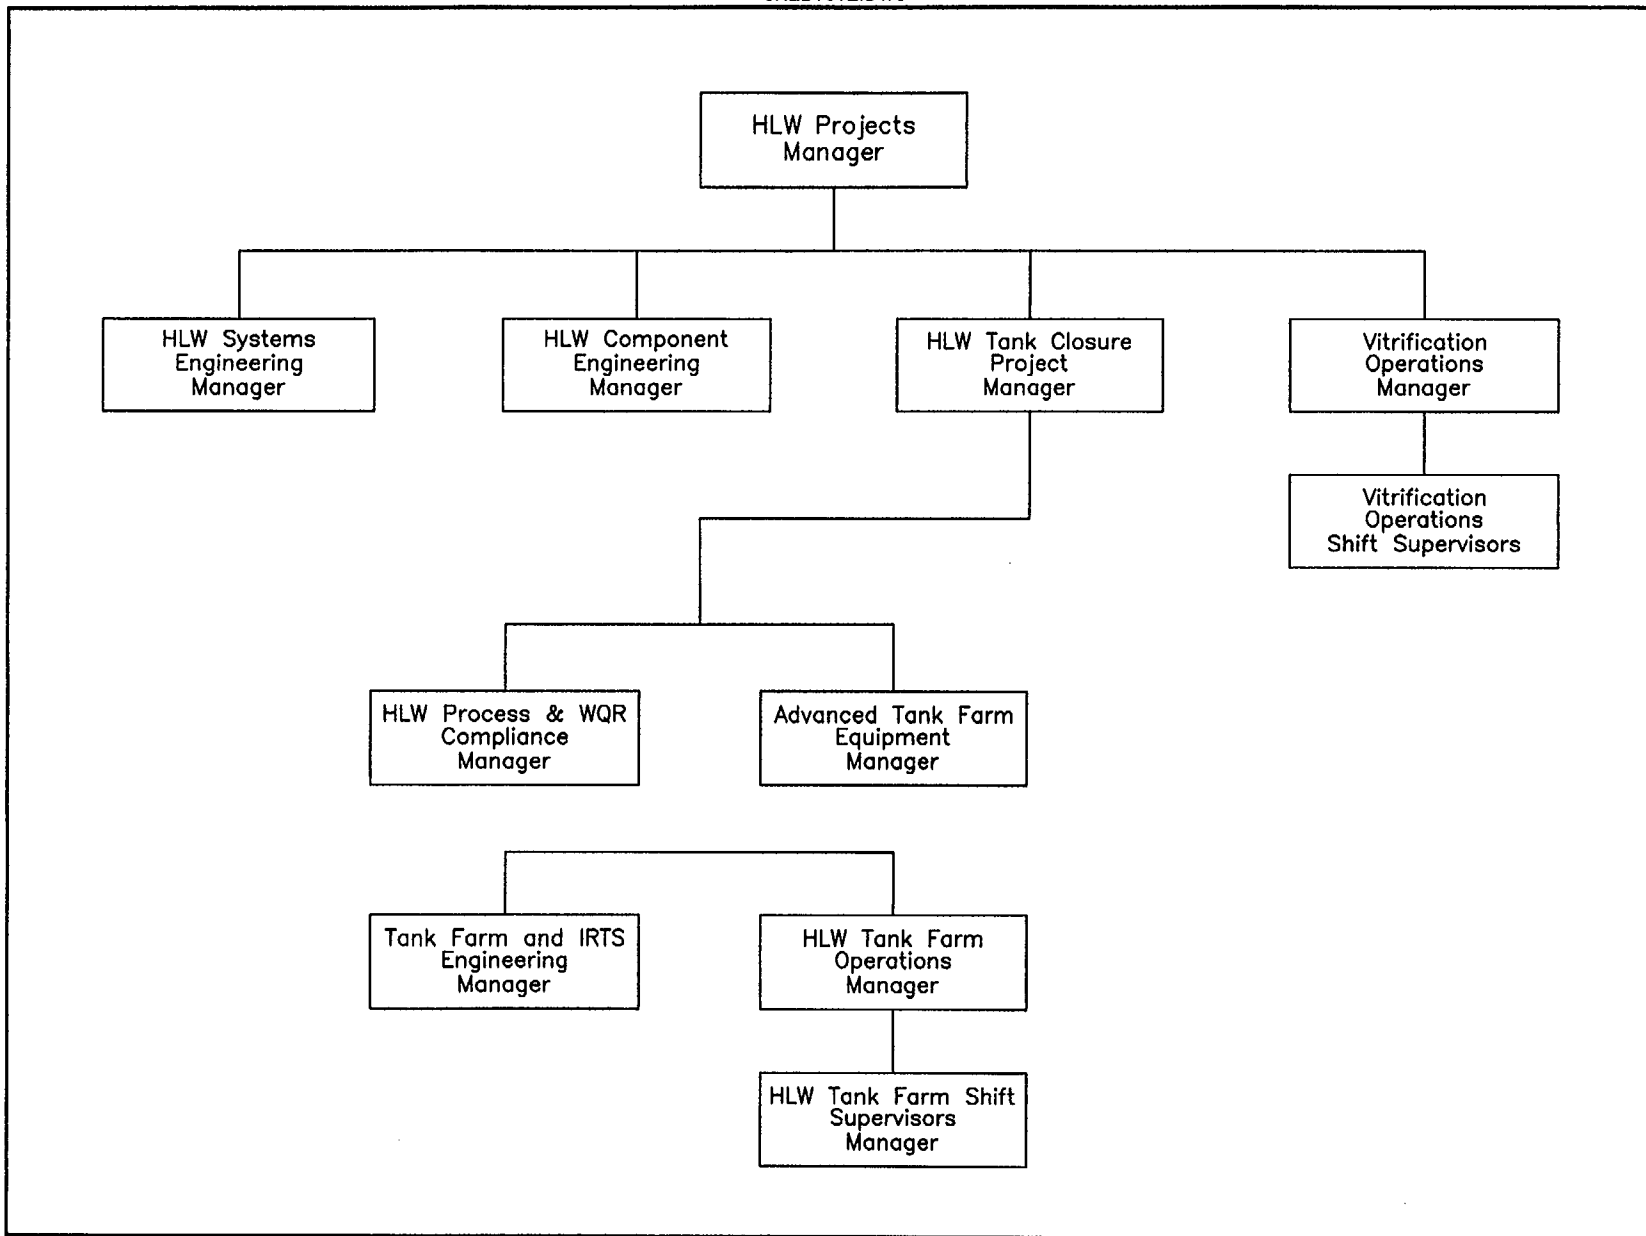 HLW Projects
Manager
HLW Systems
Engineering
Manager
HLW Component
Engineering
Manager
HLW Tank Closure
Project
Manager
Vitrification
Operations
Manager
Vitrification
Operations
Shift Supervisors
HLW Process & WQR
Compliance
Manager
Advanced Tank Farm
Equipment
Manager
Tank Farm and IRTS
Engineering
Manager
HLW Tank Farm
Operations
Manager
HLW Tank Farm Shift
Supervisors
Manager